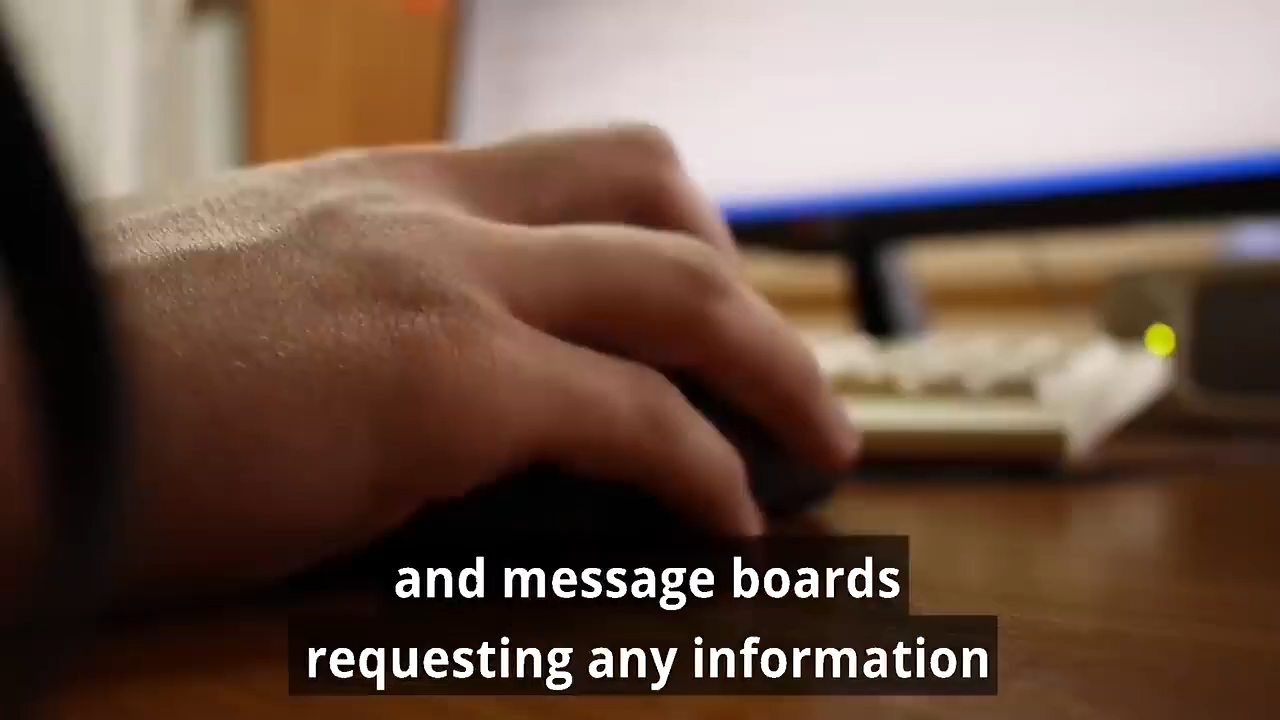 and message boards
requesting any information